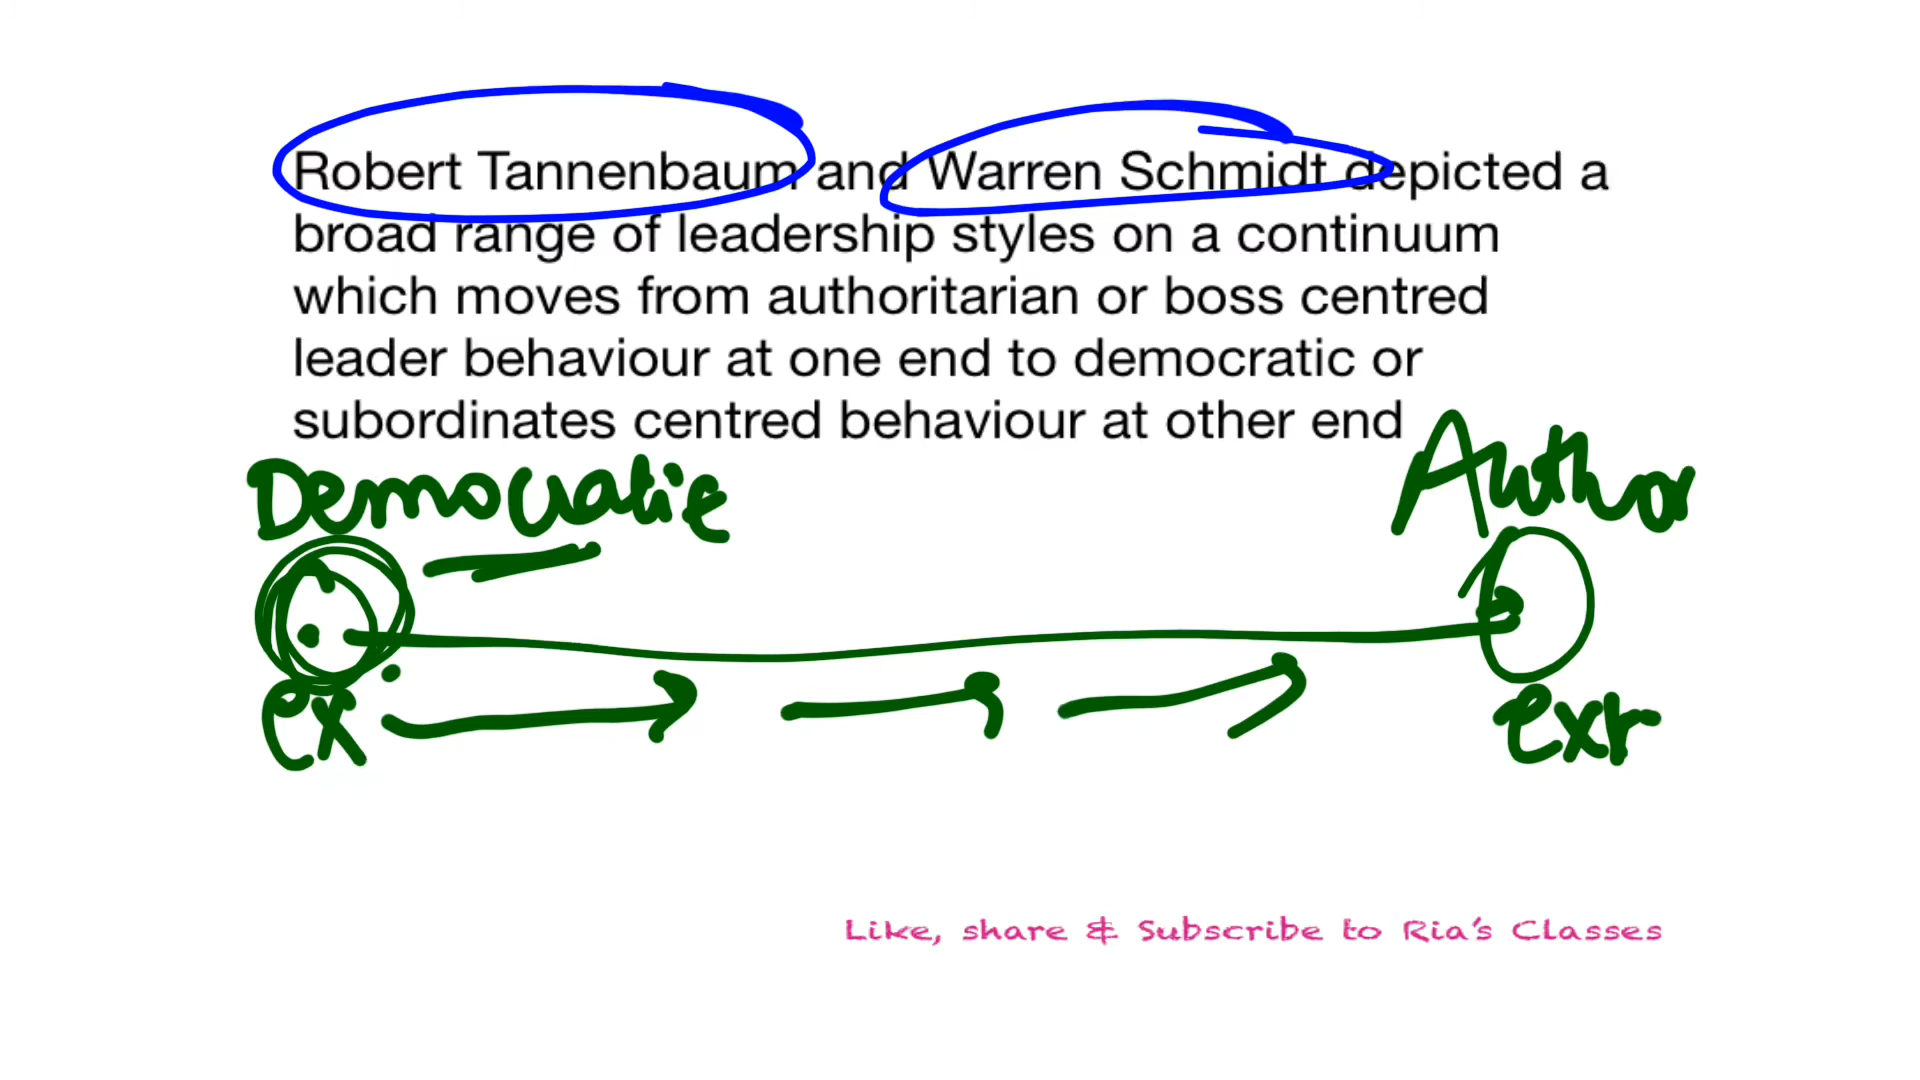 Robert Tannenbaum and Warren Schmidt depicted a
broad range of leadership styles on a continuum
which moves from authoritarian or boss centred
leader behaviour at one end to democratic or
subordinates centred behaviour at other end
Democratic
Author
ex
exr
Like, share & Subscribe to Ria's Classes